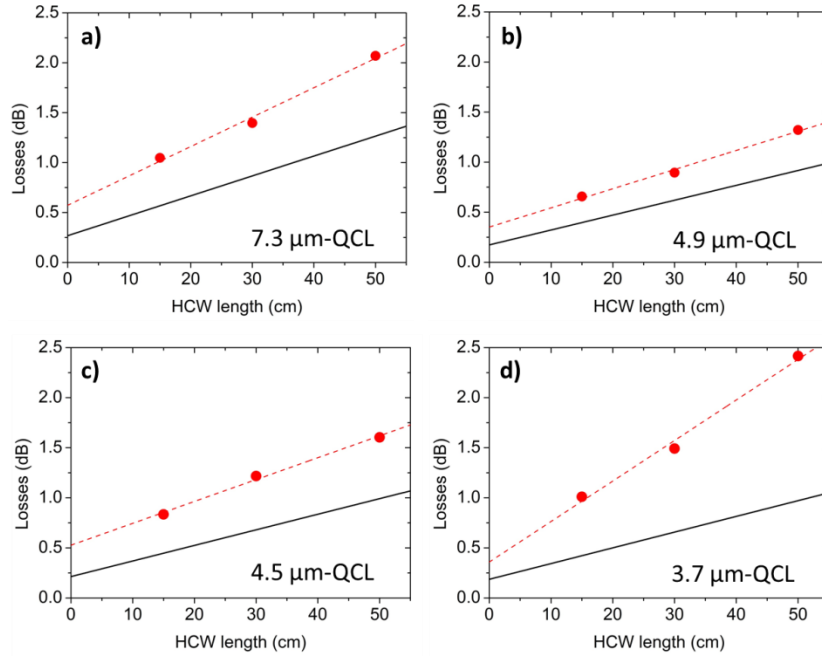 a)
2.5
2.0
1.5
1.0
0.5
0.0
Losses (dB)
0 10 20 30 40 50
HCW length (cm)
7.3 µm-QCL
b)
2.5
2.0
1.5
1.0
0.5
0.0
Losses (dB)
0 10 20 30 40 50
HCW length (cm)
4.9 µm-QCL
c)
2.5
2.0
1.5
1.0
0.5
0.0
Losses (dB)
0 10 20 30 40 50
HCW length (cm)
4.5 µm-QCL
d)
2.5
2.0
1.5
1.0
0.5
0.0
Losses (dB)
0 10 20 30 40 50
HCW length (cm)
3.7 µm-QCL